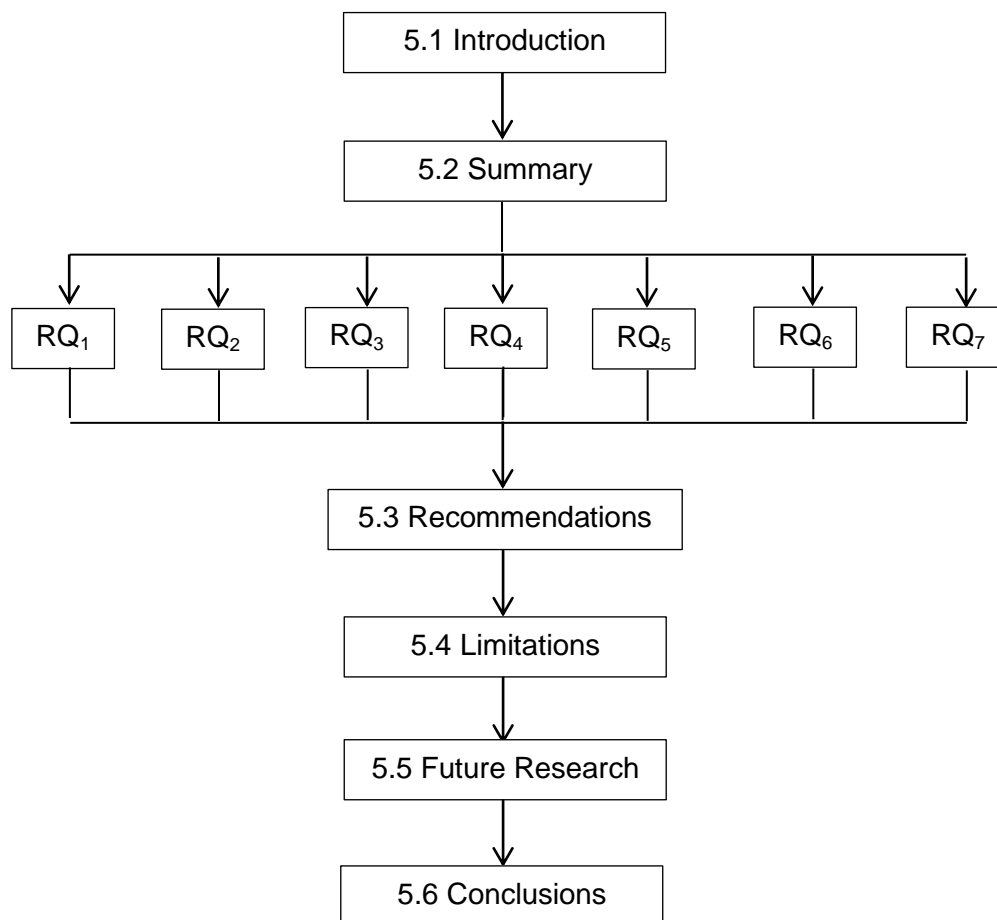 5.1 Introduction
5.2 Summary
RQ₁ RQ₂ RQ₃ RQ₄ RQ₅ RQ₆ RQ₇
5.3 Recommendations
5.4 Limitations
5.5 Future Research
5.6 Conclusions